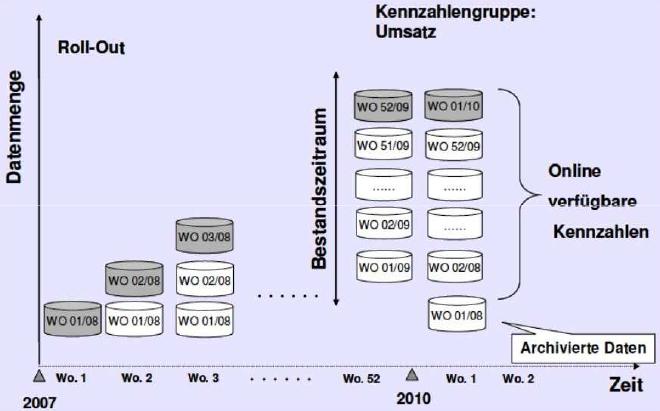 Kennzahlengruppe:
Umsatz
Roll-Out
Datenmenge
Bestandszeitraum
WO 52/09
WO 01/10
WO 51/09
WO 52/09
......
......
WO 02/09
......
WO 01/09
WO 02/08
WO 01/08
Online
verfügbare
Kennzahlen
WO 03/08
WO 02/08
WO 02/08
WO 01/08
WO 01/08
WO 01/08
. . . . . .
Archivierte Daten
Wo. 1
Wo. 2
Wo. 3
. . . . . .
Wo. 52
Wo. 1
Wo. 2
Zeit
2007
2010